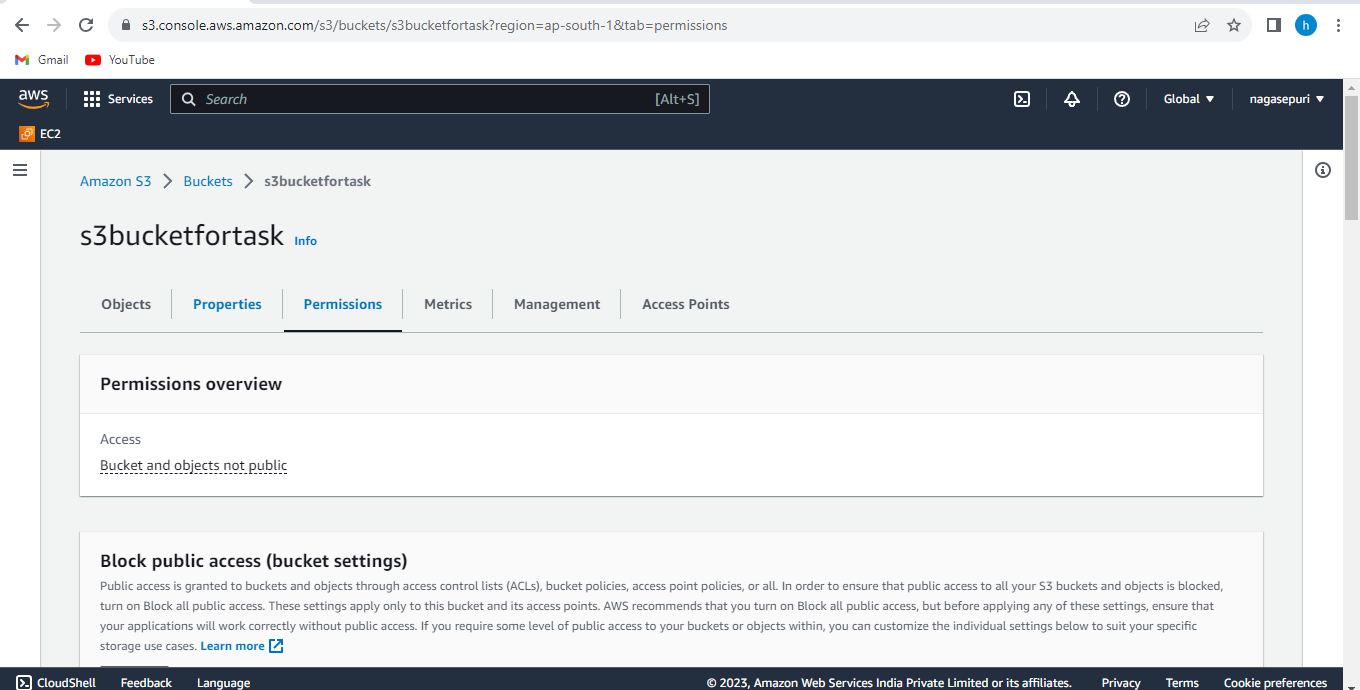 s3.console.aws.amazon.com/s3/buckets/s3bucketfortask?region=ap-south-1&tab=permissions
h
Gmail YouTube
aws Services Search [Alt+S] Global nagasepuri
EC2
Amazon S3 Buckets s3bucketfortask
s3bucketfortask Info
Objects Properties Permissions Metrics Management Access Points
Permissions overview
Access
Bucket and objects not public
Block public access (bucket settings)
Public access is granted to buckets and objects through access control lists (ACLs), bucket policies, access point policies, or all. In order to ensure that public access to all your S3 buckets and objects is blocked,
turn on Block all public access. These settings apply only to this bucket and its access points. AWS recommends that you turn on Block all public access, but before applying any of these settings, ensure that
your applications will work correctly without public access. If you require some level of public access to your buckets or objects within, you can customize the individual settings below to suit your specific
storage use cases. Learn more
CloudShell Feedback Language © 2023, Amazon Web Services India Private Limited or its affiliates. Privacy Terms Cookie preferences